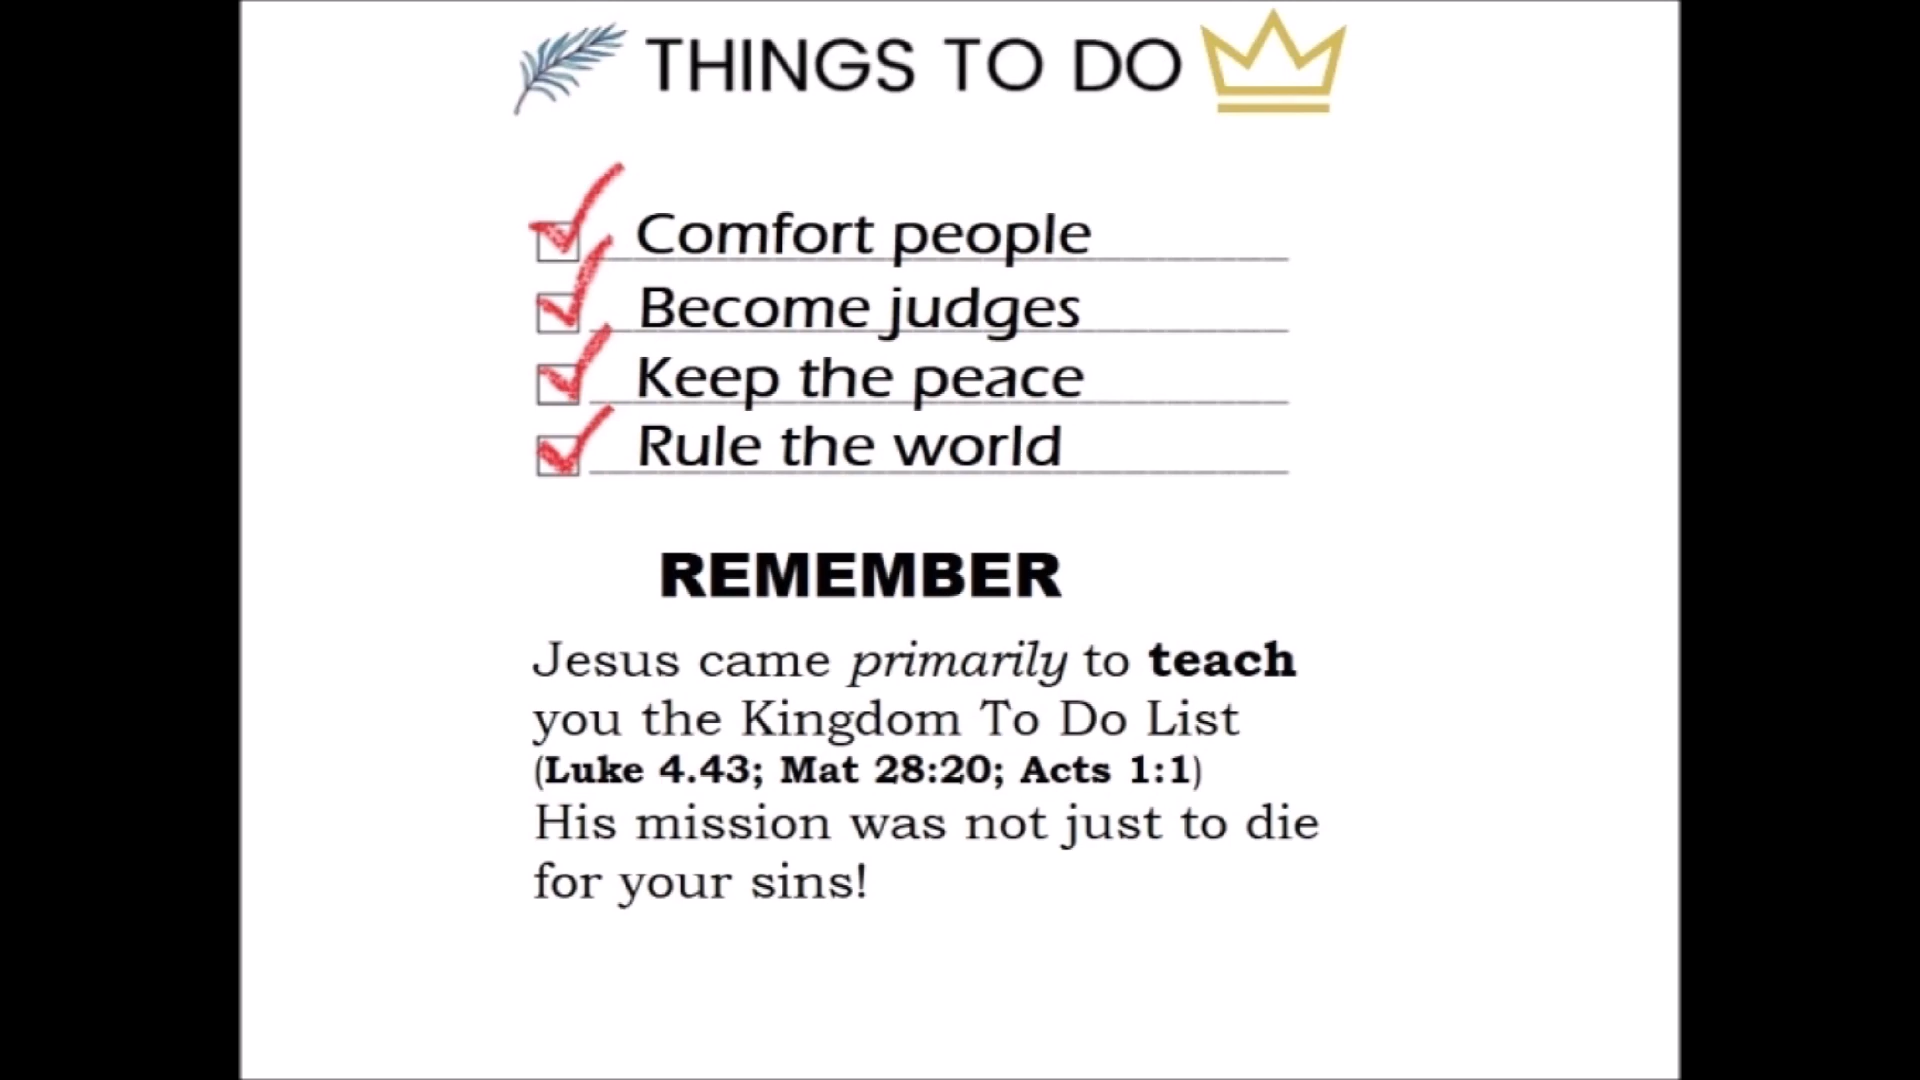 THINGS TO DO
Comfort people
Become judges
Keep the peace
Rule the world
REMEMBER
Jesus came primarily to teach
you the Kingdom To Do List
(Luke 4.43; Mat 28:20; Acts 1:1)
His mission was not just to die
for your sins!